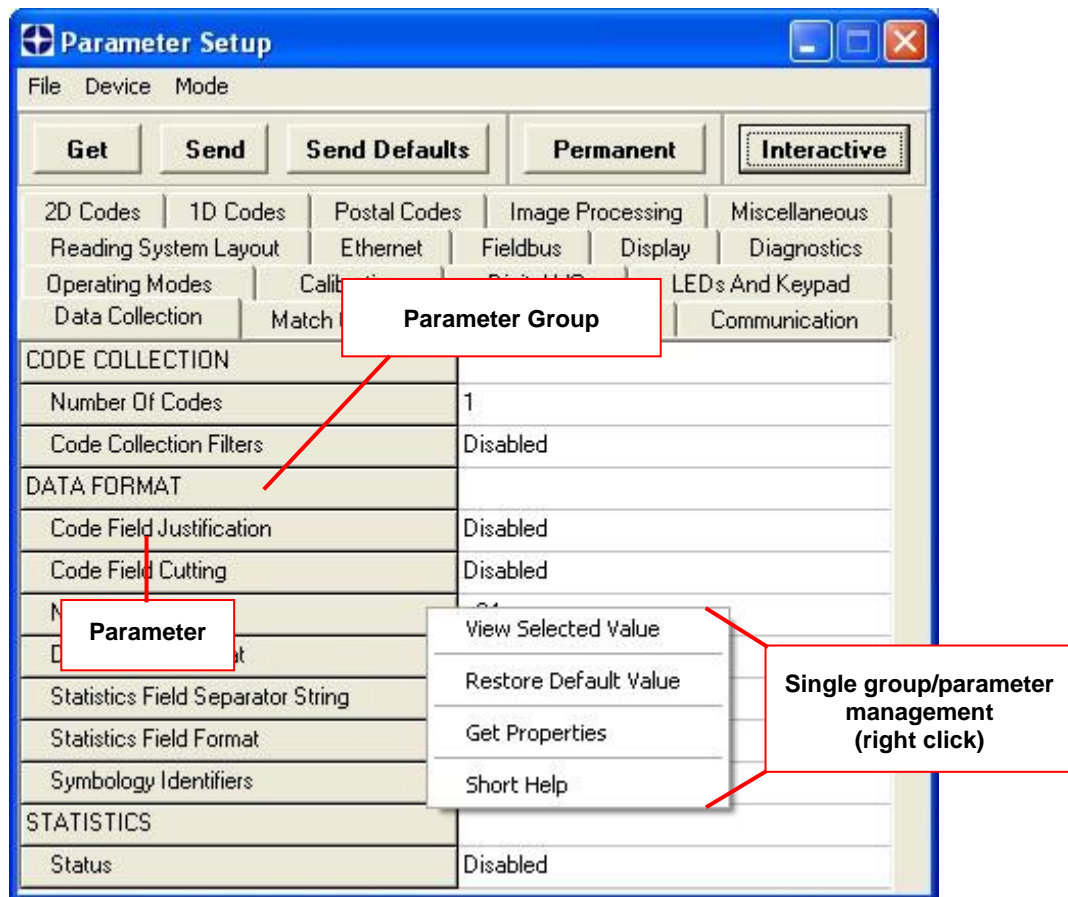 Parameter Setup
File Device Mode
Get Send Send Defaults Permanent Interactive
2D Codes 1D Codes Postal Codes Image Processing Miscellaneous
Reading System Layout Ethernet Fieldbus Display Diagnostics
Operating Modes LEDs And Keypad
Data Collection Match Communication
Parameter Group
CODE COLLECTION
Number Of Codes 1
Code Collection Filters Disabled
DATA FORMAT
Code Field Justification Disabled
Code Field Cutting Disabled
Parameter
Statistics Field Separator String
Statistics Field Format
Symbology Identifiers
STATISTICS
Status Disabled
View Selected Value
Restore Default Value
Get Properties
Short Help
Single group/parameter
management
(right click)